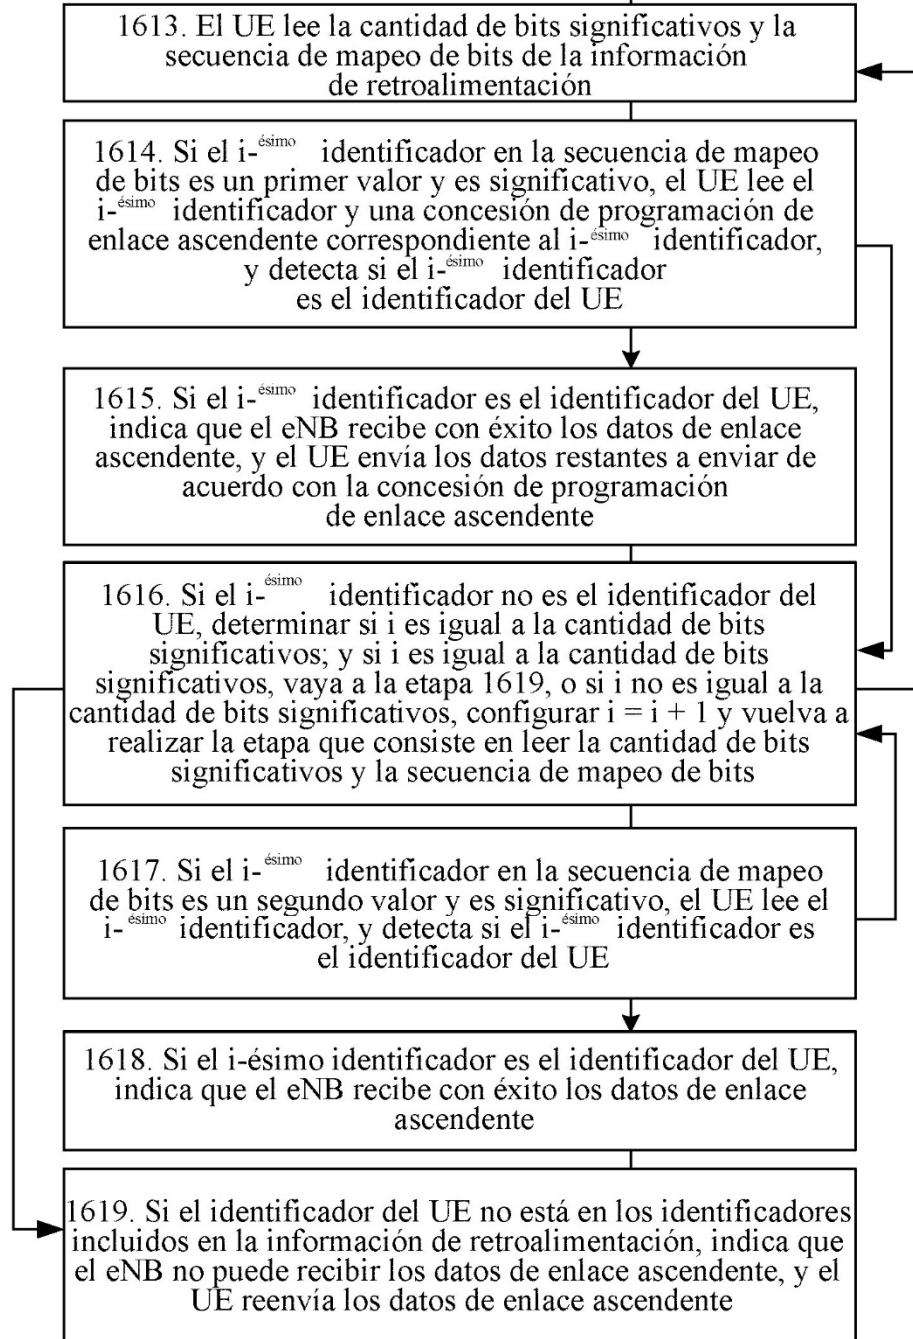 1613. El UE lee la cantidad de bits significativos y la
secuencia de mapeo de bits de la información
de retroalimentación
1614. Si el i-ésimo identificador en la secuencia de mapeo
de bits es un primer valor y es significativo, el UE lee el
i-ésimo identificador y una concesión de programación de
enlace ascendente correspondiente al i-ésimo identificador,
y detecta si el i-ésimo identificador
es el identificador del UE
1615. Si el i-ésimo identificador es el identificador del UE,
indica que el eNB recibe con éxito los datos de enlace
ascendente, y el UE envía los datos restantes a enviar de
acuerdo con la concesión de programación
de enlace ascendente
1616. Si el i-ésimo identificador no es el identificador del
UE, determinar si i es igual a la cantidad de bits
significativos; y si i es igual a la cantidad de bits
significativos, vaya a la etapa 1619, o si i no es igual a la
cantidad de bits significativos, configurar i = i + 1 y vuelva a
realizar la etapa que consiste en leer la cantidad de bits
significativos y la secuencia de mapeo de bits
1617. Si el i-ésimo identificador en la secuencia de mapeo
de bits es un segundo valor y es significativo, el UE lee el
i-ésimo identificador, y detecta si el i-ésimo identificador es
el identificador del UE
1618. Si el i-ésimo identificador es el identificador del UE,
indica que el eNB recibe con éxito los datos de enlace
ascendente
1619. Si el identificador del UE no está en los identificadores
incluidos en la información de retroalimentación, indica que
el eNB no puede recibir los datos de enlace ascendente, y el
UE reenvía los datos de enlace ascendente